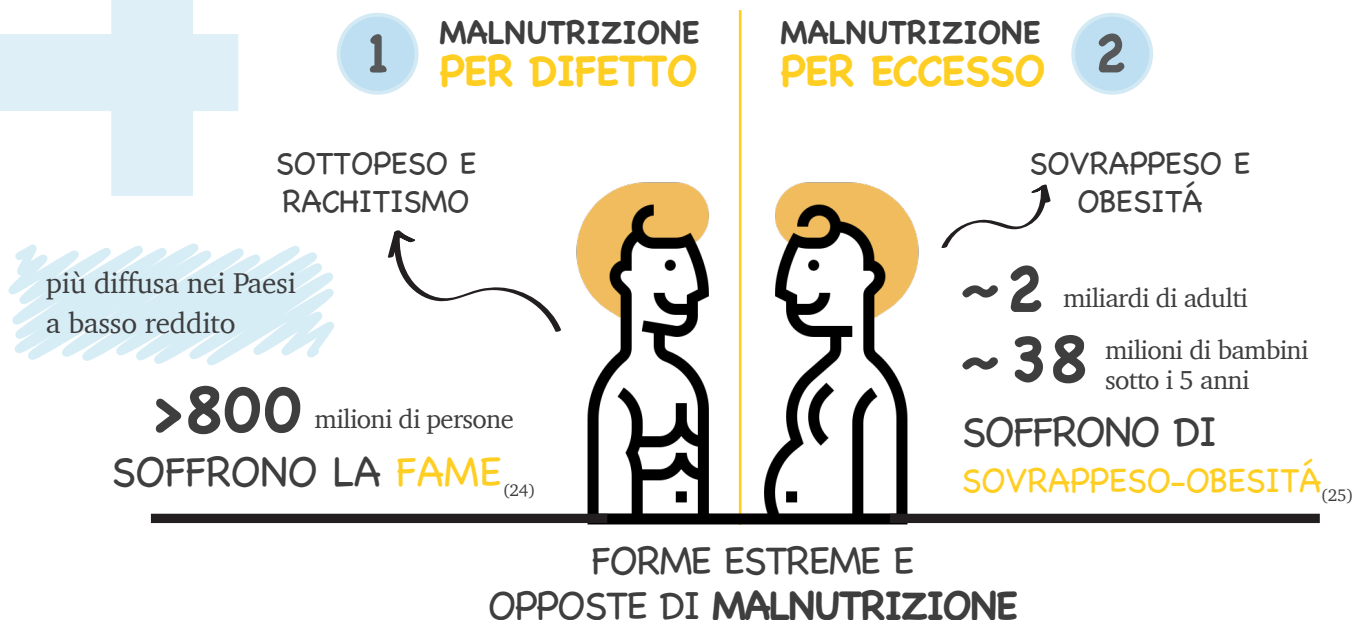 1
MALNUTRIZIONE
PER DIFETTO
SOTTOPESO E
RACHITISMO
più diffusa nei Paesi
a basso reddito
>800 milioni di persone
SOFFRONO LA FAME(24)
MALNUTRIZIONE
PER ECCESSO
2
SOVRAPPESO E
OBESITÁ
~2 miliardi di adulti
~38 milioni di bambini
sotto i 5 anni
SOFFRONO DI
SOVRAPPESO-OBESITÁ(25)
FORME ESTREME E
OPPOSTE DI MALNUTRIZIONE